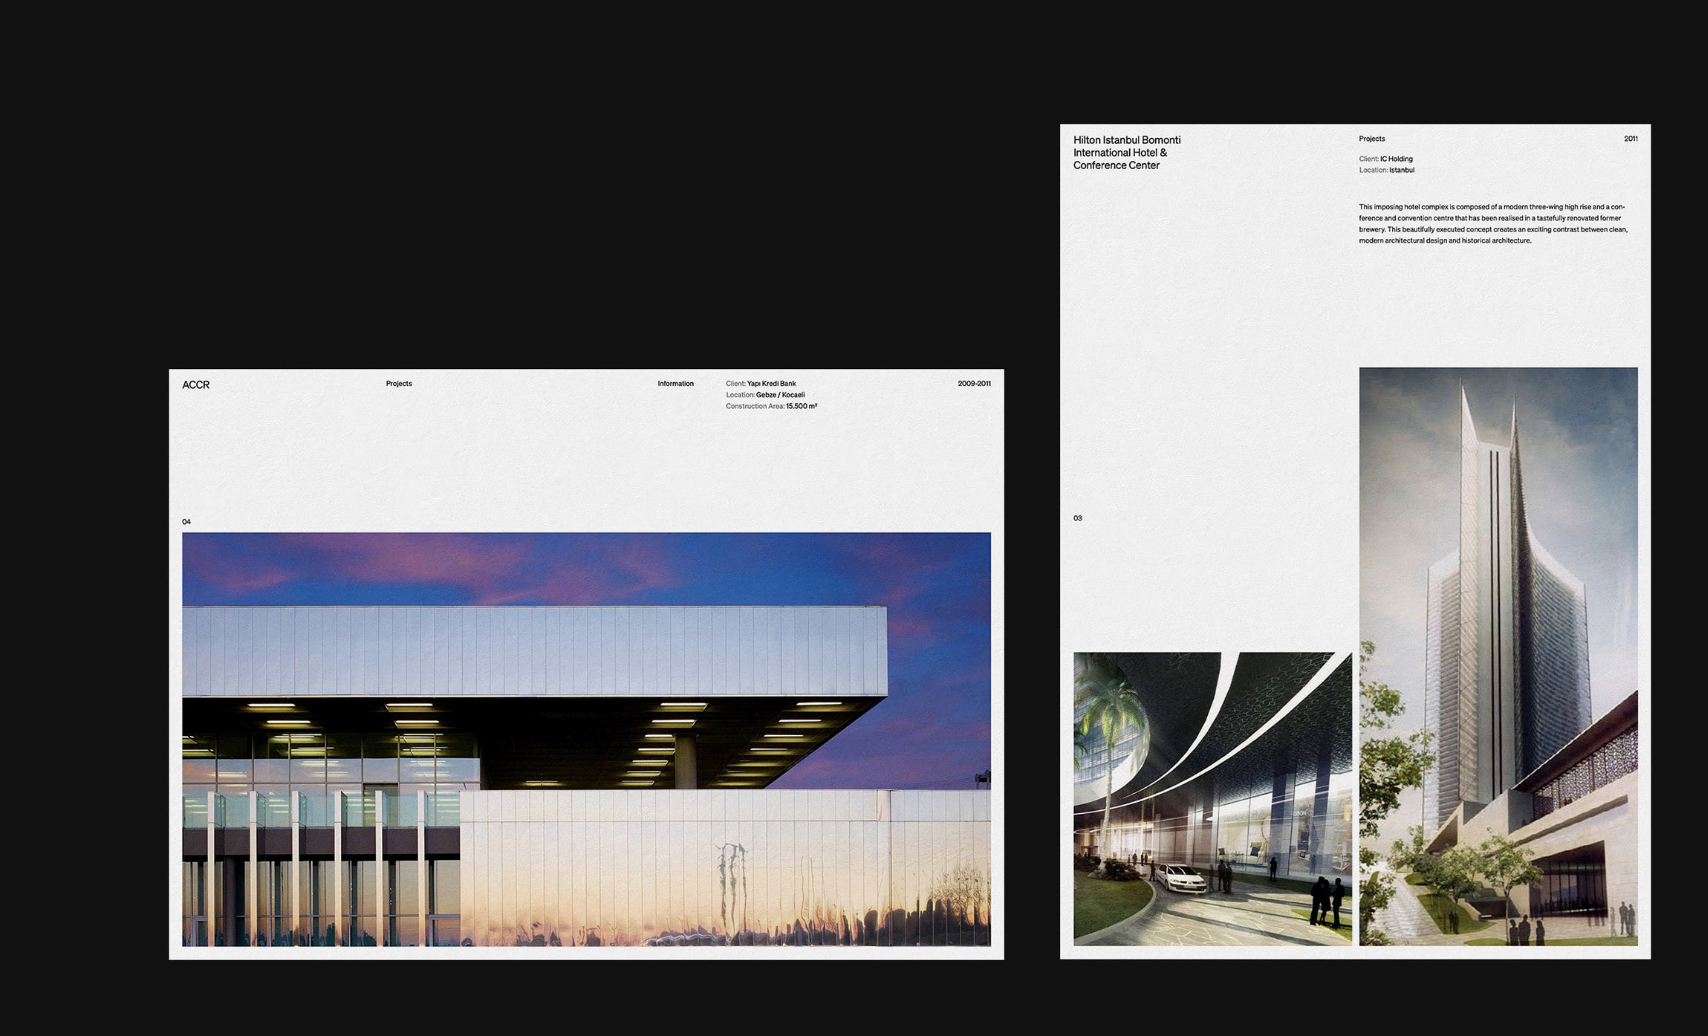 ACCR
Projects
Information
Client: Yapı Kredi Bank
Location: Gebze / Kocaeli
Construction Area: 15.500 m²
2009-2011
04
Hilton Istanbul Bomonti
International Hotel &
Conference Center
Projects
2011
Client: IC Holding
Location: Istanbul
This imposing hotel complex is composed of a modern three-wing high rise and a con-
ference and convention centre that has been realised in a tastefully renovated former
brewery. This beautifully executed concept creates an exciting contrast between clean,
modern architectural design and historical architecture.
03